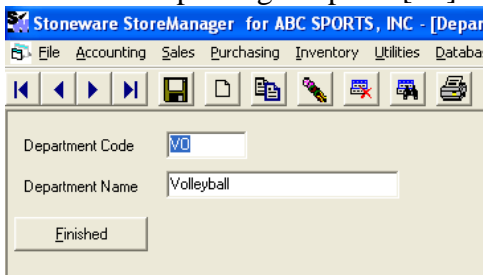 Stoneware StoreManager for ABC SPORTS, INC - [Depar
File Accounting Sales Purchasing Inventory Utilities Databa
Department Code VO
Department Name Volleyball
Finished